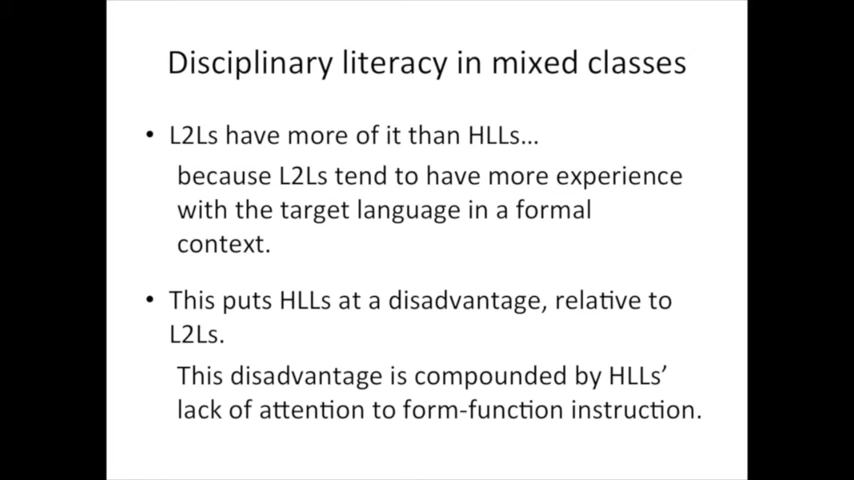 Disciplinary literacy in mixed classes
• L2Ls have more of it than HLLs…
because L2Ls tend to have more experience
with the target language in a formal
context.
• This puts HLLs at a disadvantage, relative to
L2Ls.
This disadvantage is compounded by HLLs’
lack of attention to form-function instruction.